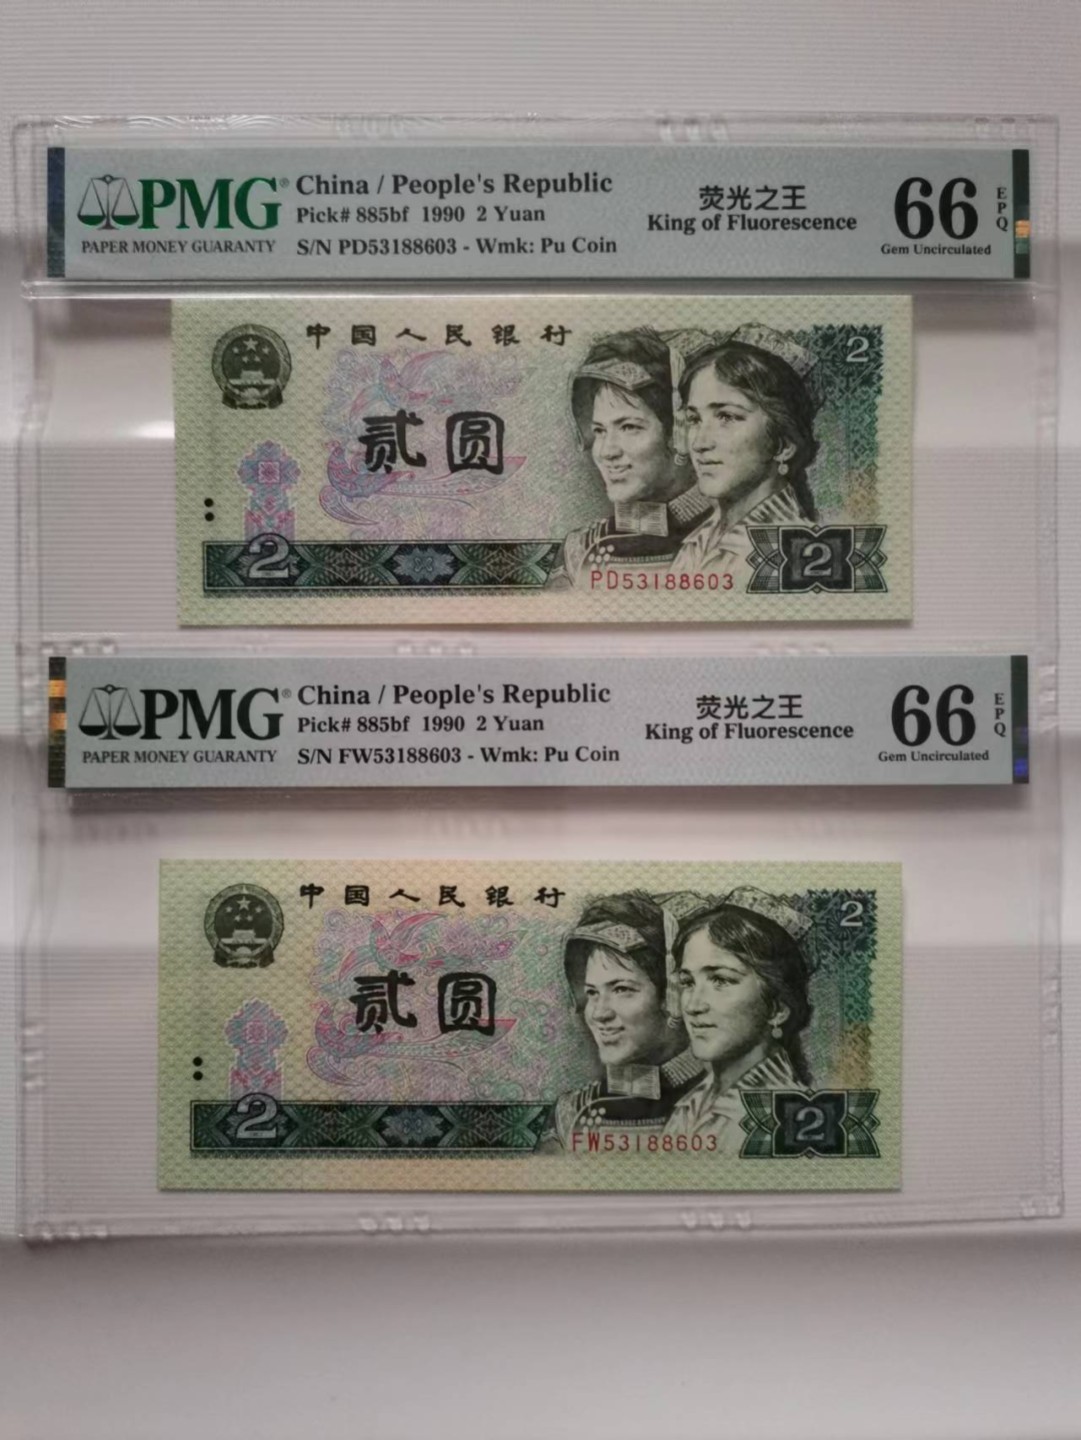 PMG® China / People's Republic
Pick# 885bf 1990 2 Yuan
PAPER MONEY GUARANTY S/N PD53188603 - Wmk: Pu Coin
荧光之王
King of Fluorescence
66 EPQ
Gem Uncirculated
中国人民银行
2
贰圆
2
PD53188603
2
PMG® China / People's Republic
Pick# 885bf 1990 2 Yuan
PAPER MONEY GUARANTY S/N FW53188603 - Wmk: Pu Coin
荧光之王
King of Fluorescence
66 EPQ
Gem Uncirculated
中国人民银行
2
贰圆
2
FW53188603
2